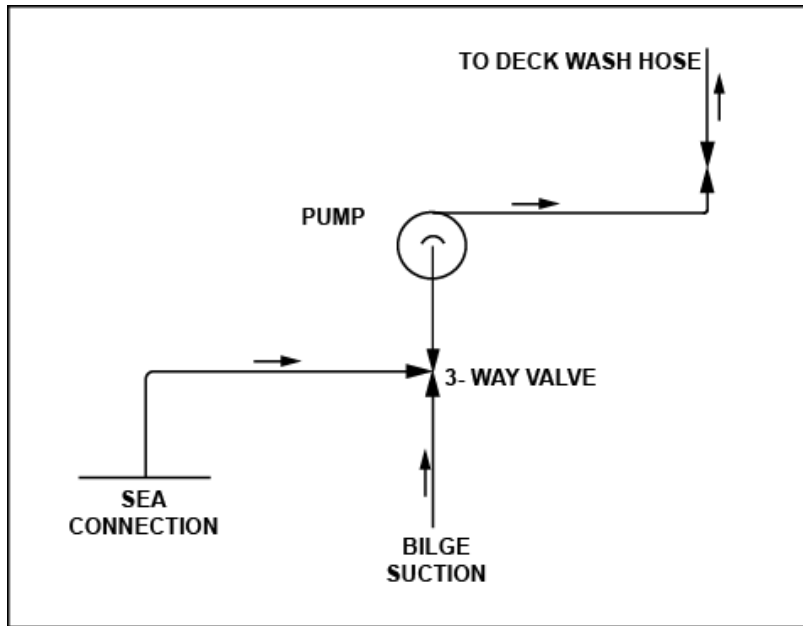 TO DECK WASH HOSE
PUMP
3- WAY VALVE
SEA
CONNECTION
BILGE
SUCTION